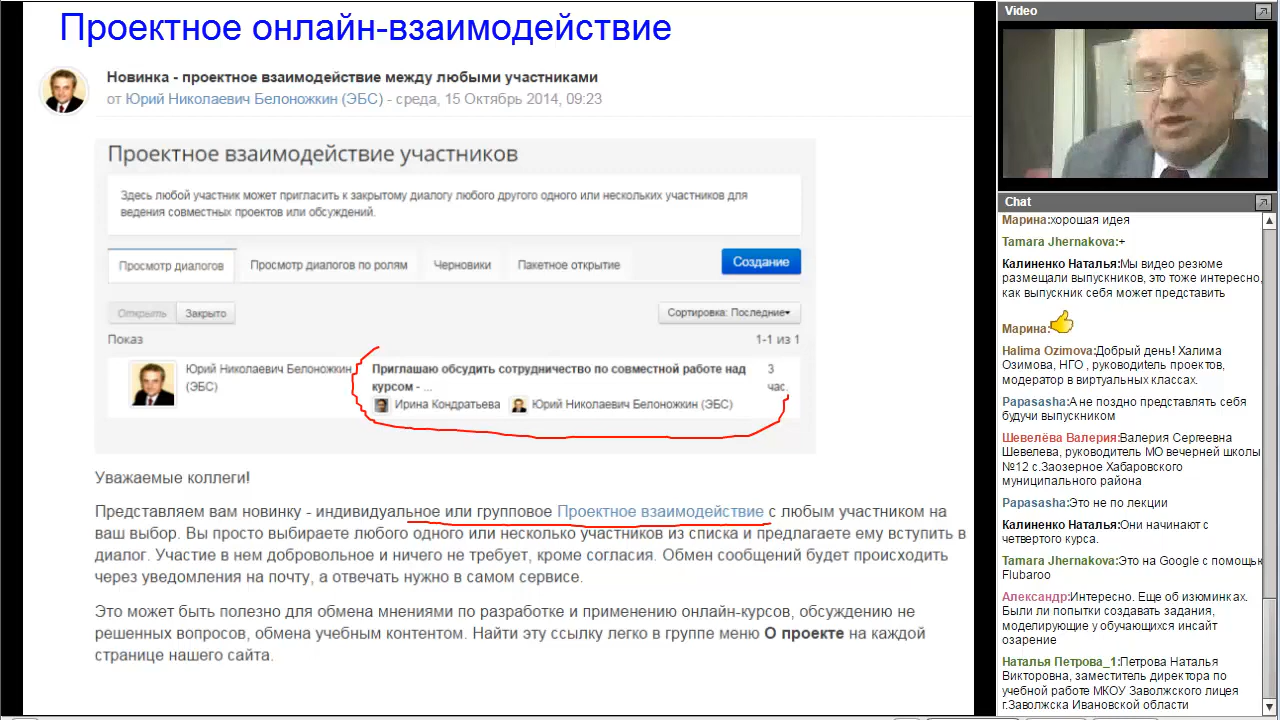 Проектное онлайн-взаимодействие
Новинка - проектное взаимодействие между любыми участниками
от Юрий Николаевич Белоножкин (ЭБС) - среда, 15 Октябрь 2014, 09:23
Проектное взаимодействие участников
Здесь любой участник может пригласить к закрытому диалогу любого другого одного или нескольких участников для
ведения совместных проектов или обсуждений.
Просмотр диалогов Просмотр диалогов по ролям Черновики Пакетное открытие Создание
Открыть Закрыто Сортировка: Последние
Показ 1-1 из 1
Юрий Николаевич Белоножкин
(ЭБС)
Приглашаю обсудить сотрудничество по совместной работе над
курсом - ...
Ирина Кондратьева Юрий Николаевич Белоножкин (ЭБС)
3
час.
Уважаемые коллеги!
Представляем вам новинку - индивидуальное или групповое Проектное взаимодействие с любым участником на
ваш выбор. Вы просто выбираете любого одного или несколько участников из списка и предлагаете ему вступить в
диалог. Участие в нем добровольное и ничего не требует, кроме согласия. Обмен сообщений будет происходить
через уведомления на почту, а отвечать нужно в самом сервисе.
Это может быть полезно для обмена мнениями по разработке и применению онлайн-курсов, обсуждению не
решенных вопросов, обмена учебным контентом. Найти эту ссылку легко в группе меню О проекте на каждой
странице нашего сайта.
Video
Chat
Марина:хорошая идея
Tamara Jhernakova:+
Калиненко Наталья:Мы видео резюме
размещали выпускников, это тоже интересно,
как выпускник себя может представить
Марина:
Halima Ozimova:Добрый день! Халима
Озимова, НГО , руководитель проектов,
модератор в виртуальных классах.
Papasasha:А не поздно представлять себя
будучи выпускником
Шевелёва Валерия:Валерия Сергеевна
Шевелева, руководитель МО вечерней школы
№12 с.Заозерное Хабаровского
муниципального района
Papasasha:Это не по лекции
Калиненко Наталья:Они начинают с
четвертого курса.
Tamara Jhernakova:Это на Google с помощью
Flubaroo
Александр:Интересно. Еще об изюминках.
Были ли попытки создавать задания,
моделирующие у обучающихся инсайт
озарение
Наталья Петрова_1:Петрова Наталья
Викторовна, заместитель директора по
учебной работе МКОУ Заволжского лицея
г.Заволжска Ивановской области